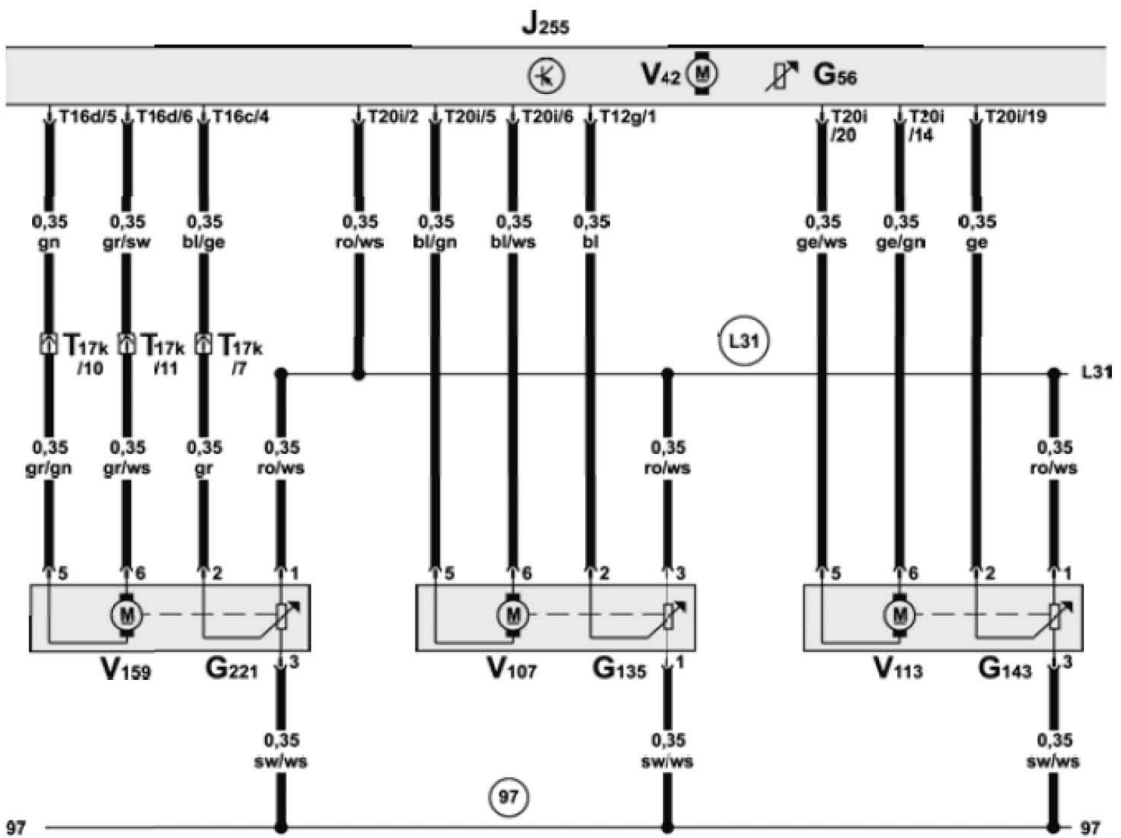 J255
V42 M G56
T16d/5 T16d/6 T16c/4 T20i/2 T20i/5 T20i/6 T12g/1 T20i T20i T20i/19
/20 /14
0,35 0,35 0,35 0,35 0,35 0,35 0,35 0,35 0,35 0,35
gn gr/sw bl/ge ro/ws bl/gn bl/ws bl ge/ws ge/gn ge
T17k T17k T17k L31
/10 /11 /7 L31
0,35 0,35 0,35 0,35 0,35 0,35
gr/gn gr/ws gr ro/ws ro/ws ro/ws
5 6 2 1 5 6 2 3 5 6 2 1
M M M
V159 G221 3 V107 G135 1 V113 G143 3
0,35 0,35 0,35
sw/ws sw/ws sw/ws
97
97 97